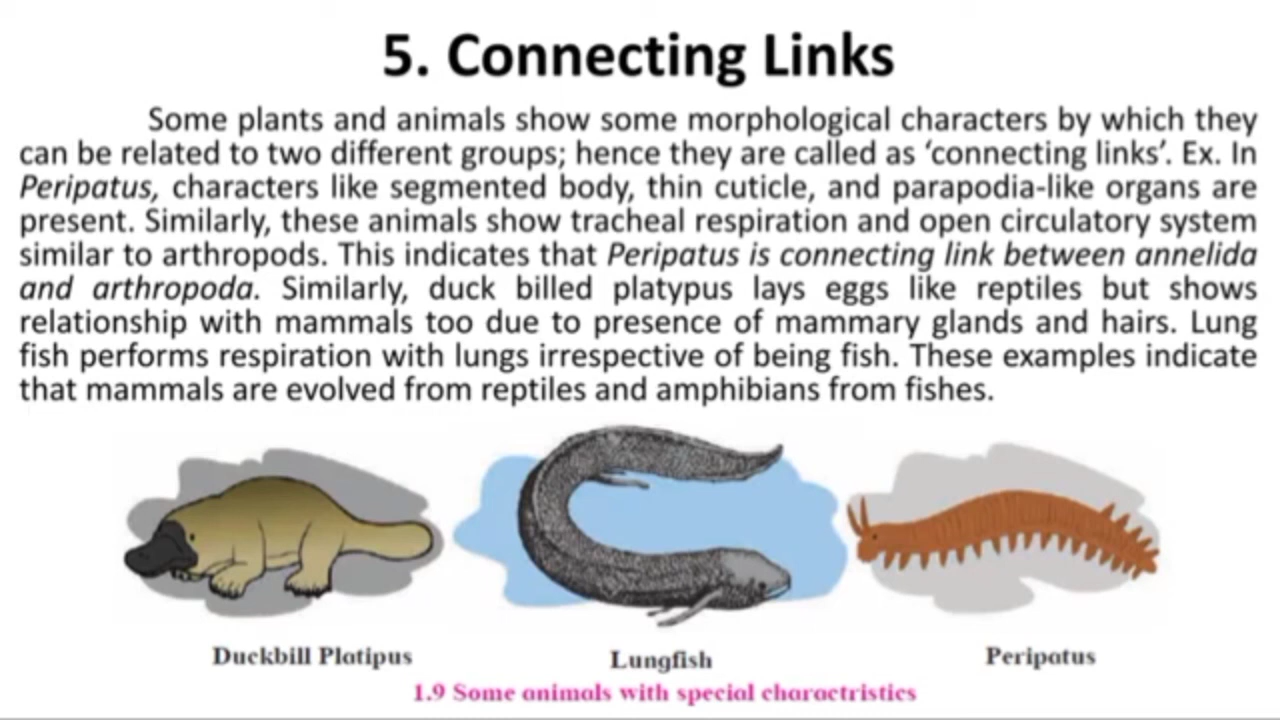 5. Connecting Links
Some plants and animals show some morphological characters by which they
can be related to two different groups; hence they are called as ‘connecting links’. Ex. In
Peripatus, characters like segmented body, thin cuticle, and parapodia-like organs are
present. Similarly, these animals show tracheal respiration and open circulatory system
similar to arthropods. This indicates that Peripatus is connecting link between annelida
and arthropoda. Similarly, duck billed platypus lays eggs like reptiles but shows
relationship with mammals too due to presence of mammary glands and hairs. Lung
fish performs respiration with lungs irrespective of being fish. These examples indicate
that mammals are evolved from reptiles and amphibians from fishes.
Duckbill Platipus
Lungfish
Peripatus
1.9 Some animals with special charactristics